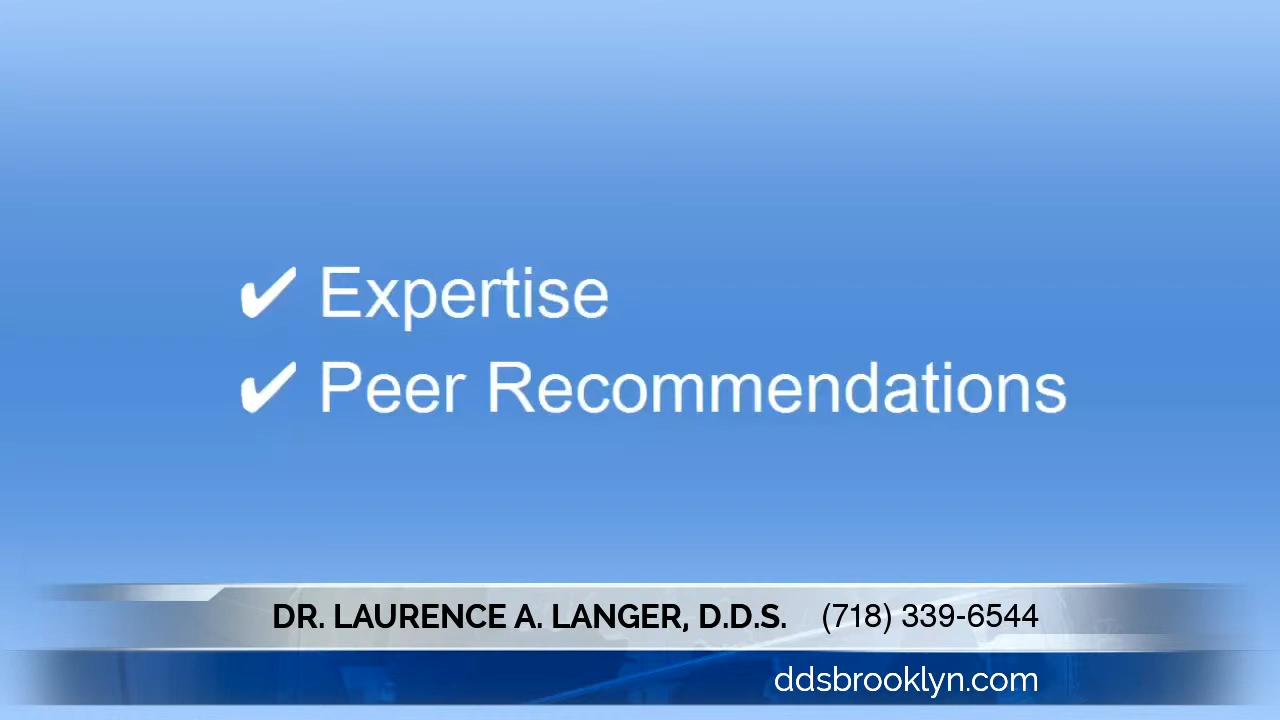 ✔ Expertise
✔ Peer Recommendations
DR. LAURENCE A. LANGER, D.D.S. (718) 339-6544
ddsbrooklyn.com